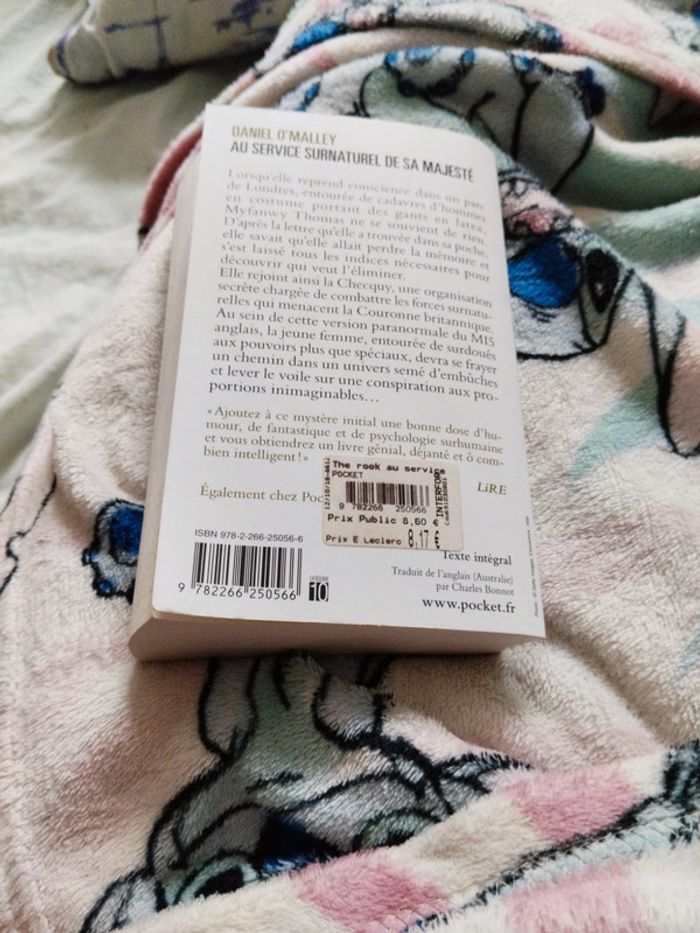 DANIEL O'MALLEY
AU SERVICE SURNATUREL DE SA MAJESTÉ
Lorsqu'elle reprend conscience dans un parc
de Londres, entourée de cadavres d'hommes
en costume portant des gants en latex,
Myfanwy Thomas ne se souvient de rien.
D'après la lettre qu'elle a trouvée dans sa poche,
elle savait qu'elle allait perdre la mémoire et
s'est laissé tous les indices nécessaires pour
découvrir qui veut l'éliminer.
Elle rejoint ainsi la Checquy, une organisation
secrète chargée de combattre les forces surnatu-
relles qui menacent la Couronne britannique.
Au sein de cette version paranormale du MI5
anglais, la jeune femme, entourée de surdoués
aux pouvoirs plus que spéciaux, devra se frayer
un chemin dans un univers semé d'embûches
et lever le voile sur une conspiration aux pro-
portions inimaginables…
« Ajoutez à ce mystère initial une bonne dose d'hu-
mour, de fantastique et de psychologie surhumaine
et vous obtiendrez un livre génial, déjanté et ô com-
bien intelligent ! »
LiRE
Également chez Poc
The rook au servic
POCKET
9 782266 250566
Prix Public 8,60 €
Prix E Leclerc 8,17 €
INTERFORM
ISBN 978-2-266-25056-6
9 782266 250566
CATÉGORIE
10
Texte intégral
Traduit de l'anglais (Australie)
par Charles Bonnot
www.pocket.fr